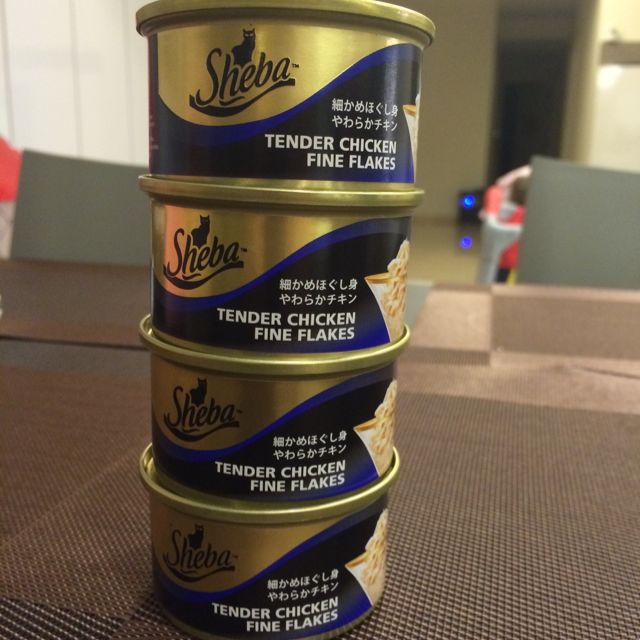 Sheba™
細かめほぐし身
やわらかチキン
TENDER CHICKEN
FINE FLAKES
Sheba™
細かめほぐし身
やわらかチキン
TENDER CHICKEN
FINE FLAKES
Sheba
細かめほぐし身
やわらかチキン
TENDER CHICKEN
FINE FLAKES
Sheba
細かめほぐし身
やわらかチキン
TENDER CHICKEN
FINE FLAKES